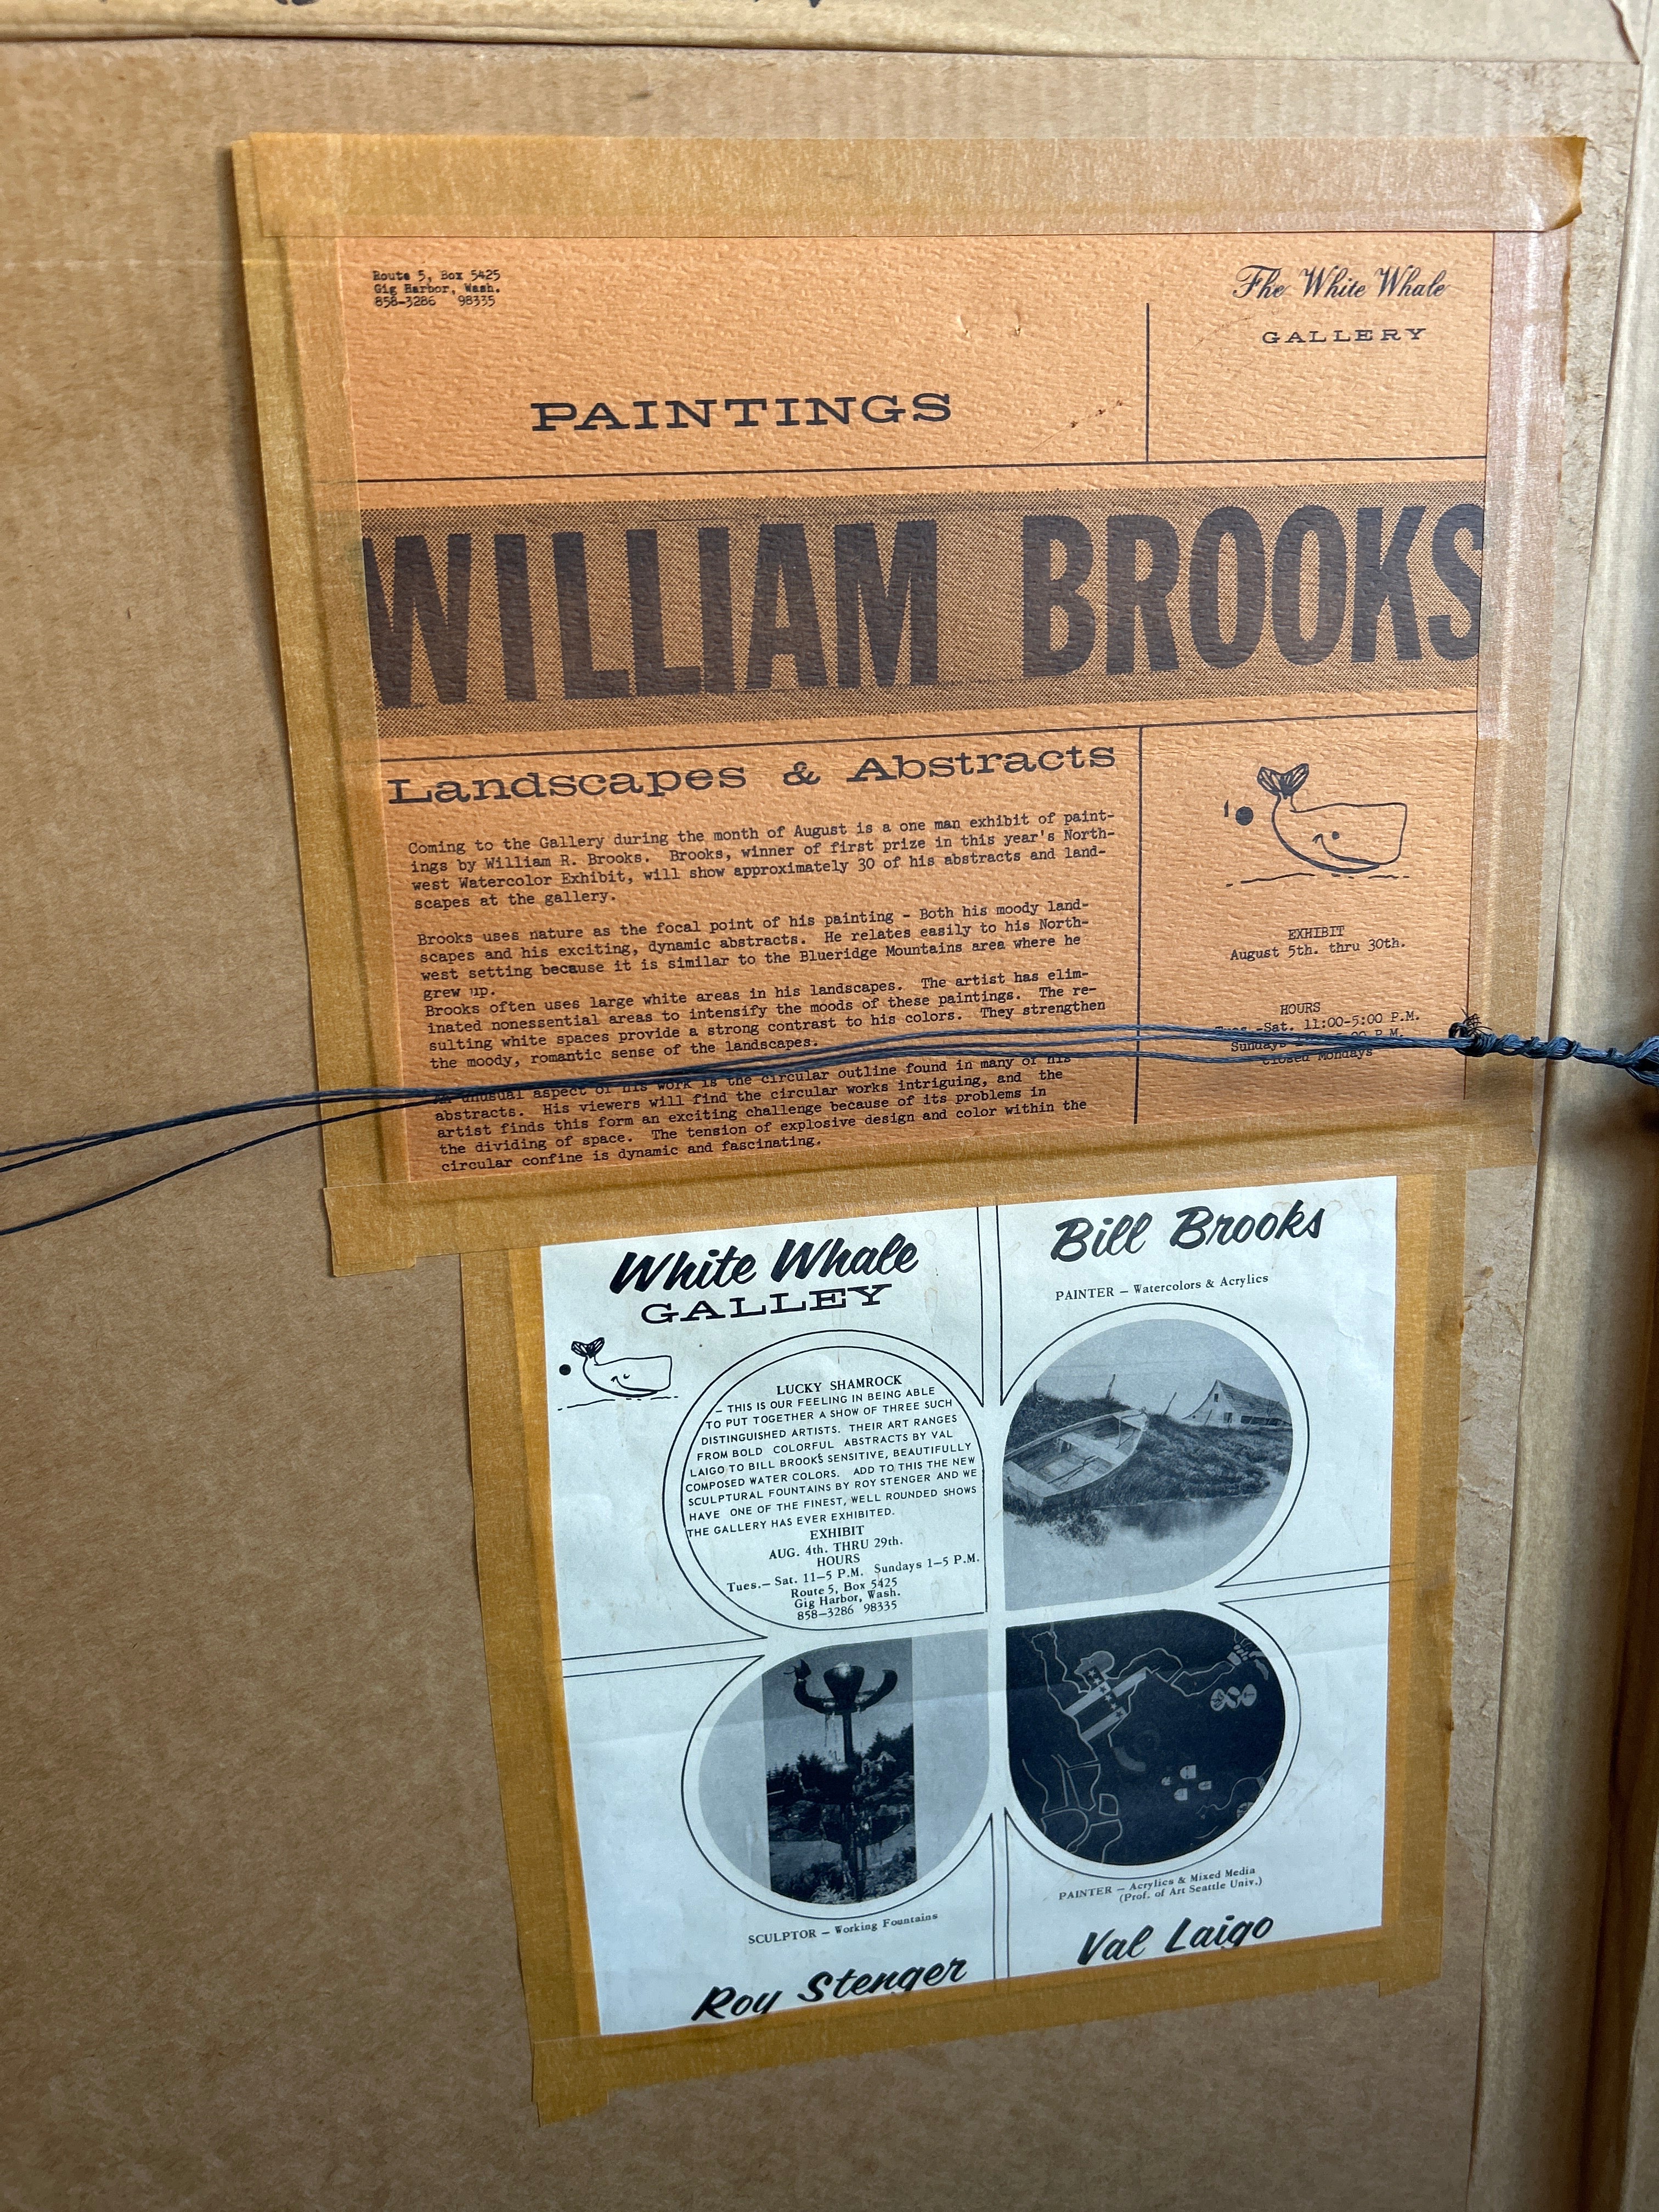 Route 5, Box 5425
Gig Harbor, Wash.
858-3286 98335
The White Whale
GALLERY
PAINTINGS
WILLIAM BROOKS
Landscapes & Abstracts
Coming to the Gallery during the month of August is a one man exhibit of paint-
ings by William R. Brooks. Brooks, winner of first prize in this year's North-
west Watercolor Exhibit, will show approximately 30 of his abstracts and land-
scapes at the gallery.
Brooks uses nature as the focal point of his painting - Both his moody land-
scapes and his exciting, dynamic abstracts. He relates easily to his North-
west setting because it is similar to the Blueridge Mountains area where he
grew up.
Brooks often uses large white areas in his landscapes. The artist has elim-
inated nonessential areas to intensify the moods of these paintings. The re-
sulting white spaces provide a strong contrast to his colors. They strengthen
the moody, romantic sense of the landscapes.
unusual aspect of his work is the circular outline found in many of his
abstracts. His viewers will find the circular works intriguing, and the
artist finds this form an exciting challenge because of its problems in
the dividing of space. The tension of explosive design and color within the
circular confine is dynamic and fascinating.
EXHIBIT
August 5th. thru 30th.
HOURS
Tues.-Sat. 11:00-5:00 P.M.
Sundays P.M.
Closed Mondays
White Whale
GALLEY
LUCKY SHAMROCK
– THIS IS OUR FEELING IN BEING ABLE
TO PUT TOGETHER A SHOW OF THREE SUCH
DISTINGUISHED ARTISTS. THEIR ART RANGES
FROM BOLD COLORFUL ABSTRACTS BY VAL
LAIGO TO BILL BROOK'S SENSITIVE, BEAUTIFULLY
COMPOSED WATER COLORS. ADD TO THIS THE NEW
SCULPTURAL FOUNTAINS BY ROY STENGER AND WE
HAVE ONE OF THE FINEST, WELL ROUNDED SHOWS
THE GALLERY HAS EVER EXHIBITED.
EXHIBIT
AUG. 4th. THRU 29th.
HOURS
Tues.– Sat. 11–5 P.M. Sundays 1–5 P.M.
Route 5, Box 5425
Gig Harbor, Wash.
858–3286 98335
Bill Brooks
PAINTER – Watercolors & Acrylics
SCULPTOR – Working Fountains
Roy Stenger
PAINTER – Acrylics & Mixed Media
(Prof. of Art Seattle Univ.)
Val Laigo